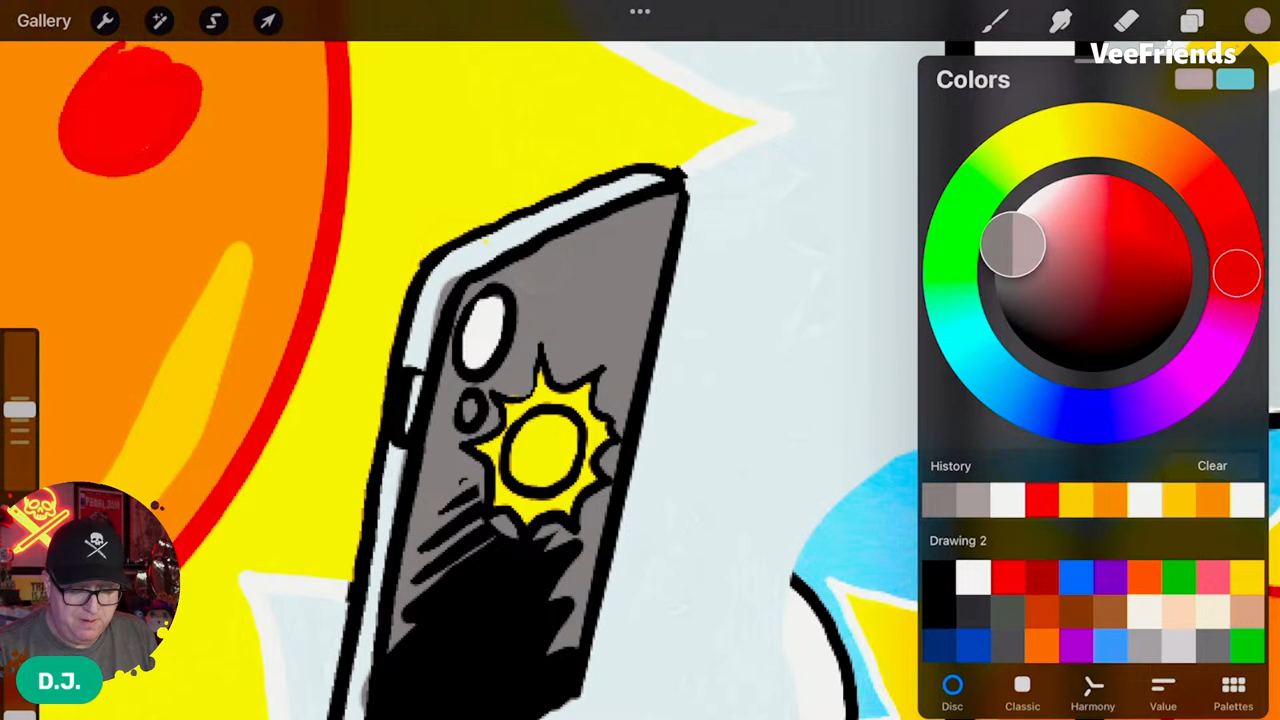 Gallery
VeeFriends
Colors
History
Clear
Drawing 2
D.J.
Disc
Classic
Harmony
Value
Palettes